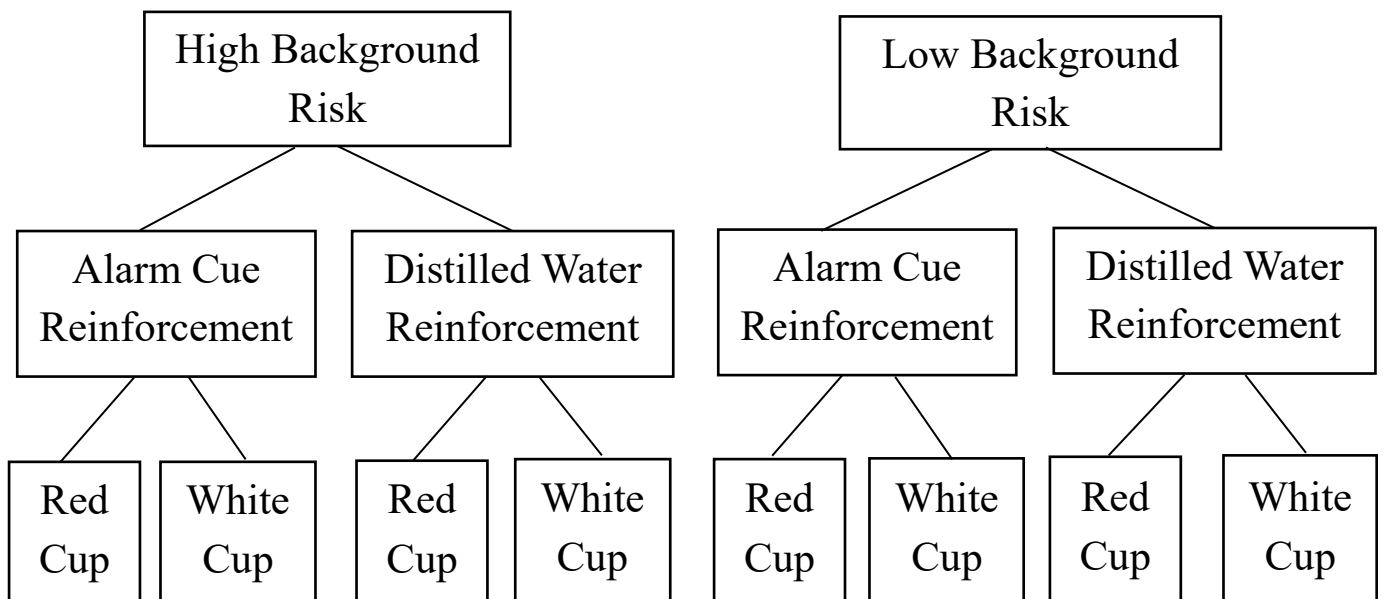 High Background
Risk
Low Background
Risk
Alarm Cue
Reinforcement
Distilled Water
Reinforcement
Alarm Cue
Reinforcement
Distilled Water
Reinforcement
Red
Cup
White
Cup
Red
Cup
White
Cup
Red
Cup
White
Cup
Red
Cup
White
Cup